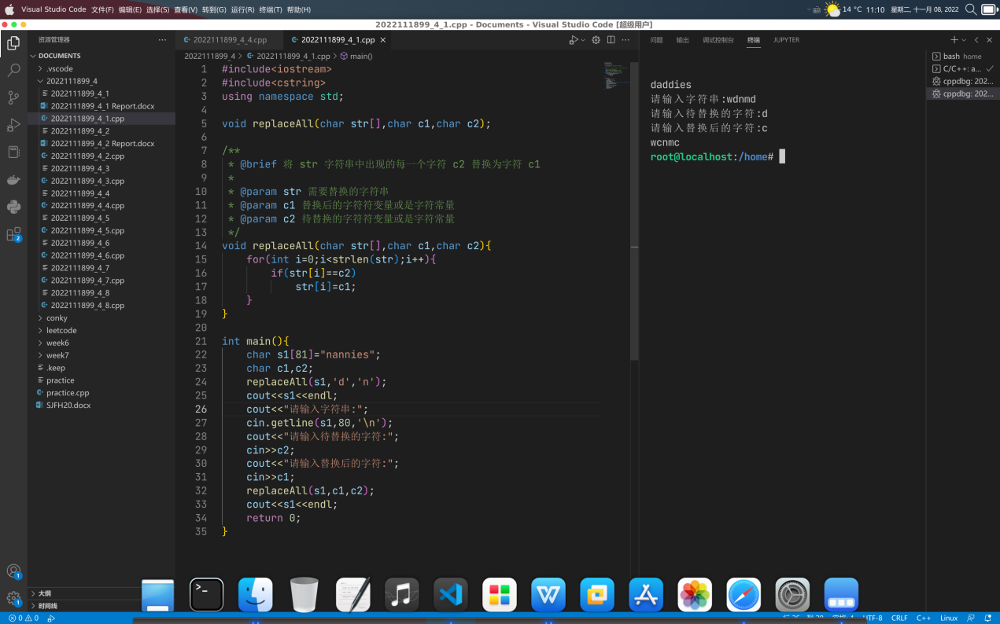 Visual Studio Code 文件(F) 编辑(E) 选择(S) 查看(V) 转到(G) 运行(R) 终端(T) 帮助(H)
14 °C 11:10 星期二, 十一月 08, 2022
2022111899_4_1.cpp - Documents - Visual Studio Code [超级用户]
资源管理器
DOCUMENTS
.vscode
2022111899_4
2022111899_4_1
2022111899_4_1 Report.docx
2022111899_4_1.cpp
2022111899_4_2
2022111899_4_2 Report.docx
2022111899_4_2.cpp
2022111899_4_3
2022111899_4_3.cpp
2022111899_4_4
2022111899_4_4.cpp
2022111899_4_5
2022111899_4_5.cpp
2022111899_4_6
2022111899_4_6.cpp
2022111899_4_7
2022111899_4_7.cpp
2022111899_4_8
2022111899_4_8.cpp
conky
leetcode
week6
week7
.keep
practice
practice.cpp
SJFH20.docx
大纲
时间线
2022111899_4_4.cpp 2022111899_4_1.cpp
2022111899_4 > 2022111899_4_1.cpp > main()
1 #include<iostream>
2 #include<cstring>
3 using namespace std;
4
5 void replaceAll(char str[],char c1,char c2);
6
7 /**
8 * @brief 将 str 字符串中出现的每一个字符 c2 替换为字符 c1
9 *
10 * @param str 需要替换的字符串
11 * @param c1 替换后的字符符变量或是字符常量
12 * @param c2 待替换的字符符变量或是字符常量
13 */
14 void replaceAll(char str[],char c1,char c2){
15 for(int i=0;i<strlen(str);i++){
16 if(str[i]==c2)
17 str[i]=c1;
18 }
19 }
20
21 int main(){
22 char s1[81]="nannies";
23 char c1,c2;
24 replaceAll(s1,'d','n');
25 cout<<s1<<endl;
26 cout<<"请输入字符串:";
27 cin.getline(s1,80,'\n');
28 cout<<"请输入待替换的字符:";
29 cin>>c2;
30 cout<<"请输入替换后的字符:";
31 cin>>c1;
32 replaceAll(s1,c1,c2);
33 cout<<s1<<endl;
34 return 0;
35 }
问题 输出 调试控制台 终端 JUPYTER
daddies
请输入字符串:wdnmd
请输入待替换的字符:d
请输入替换后的字符:c
wcnmc
root@localhost:/home#
bash home
C/C++: a...
cppdbg: 202...
cppdbg: 202...
0 0 UTF-8 CRLF C++ Linux